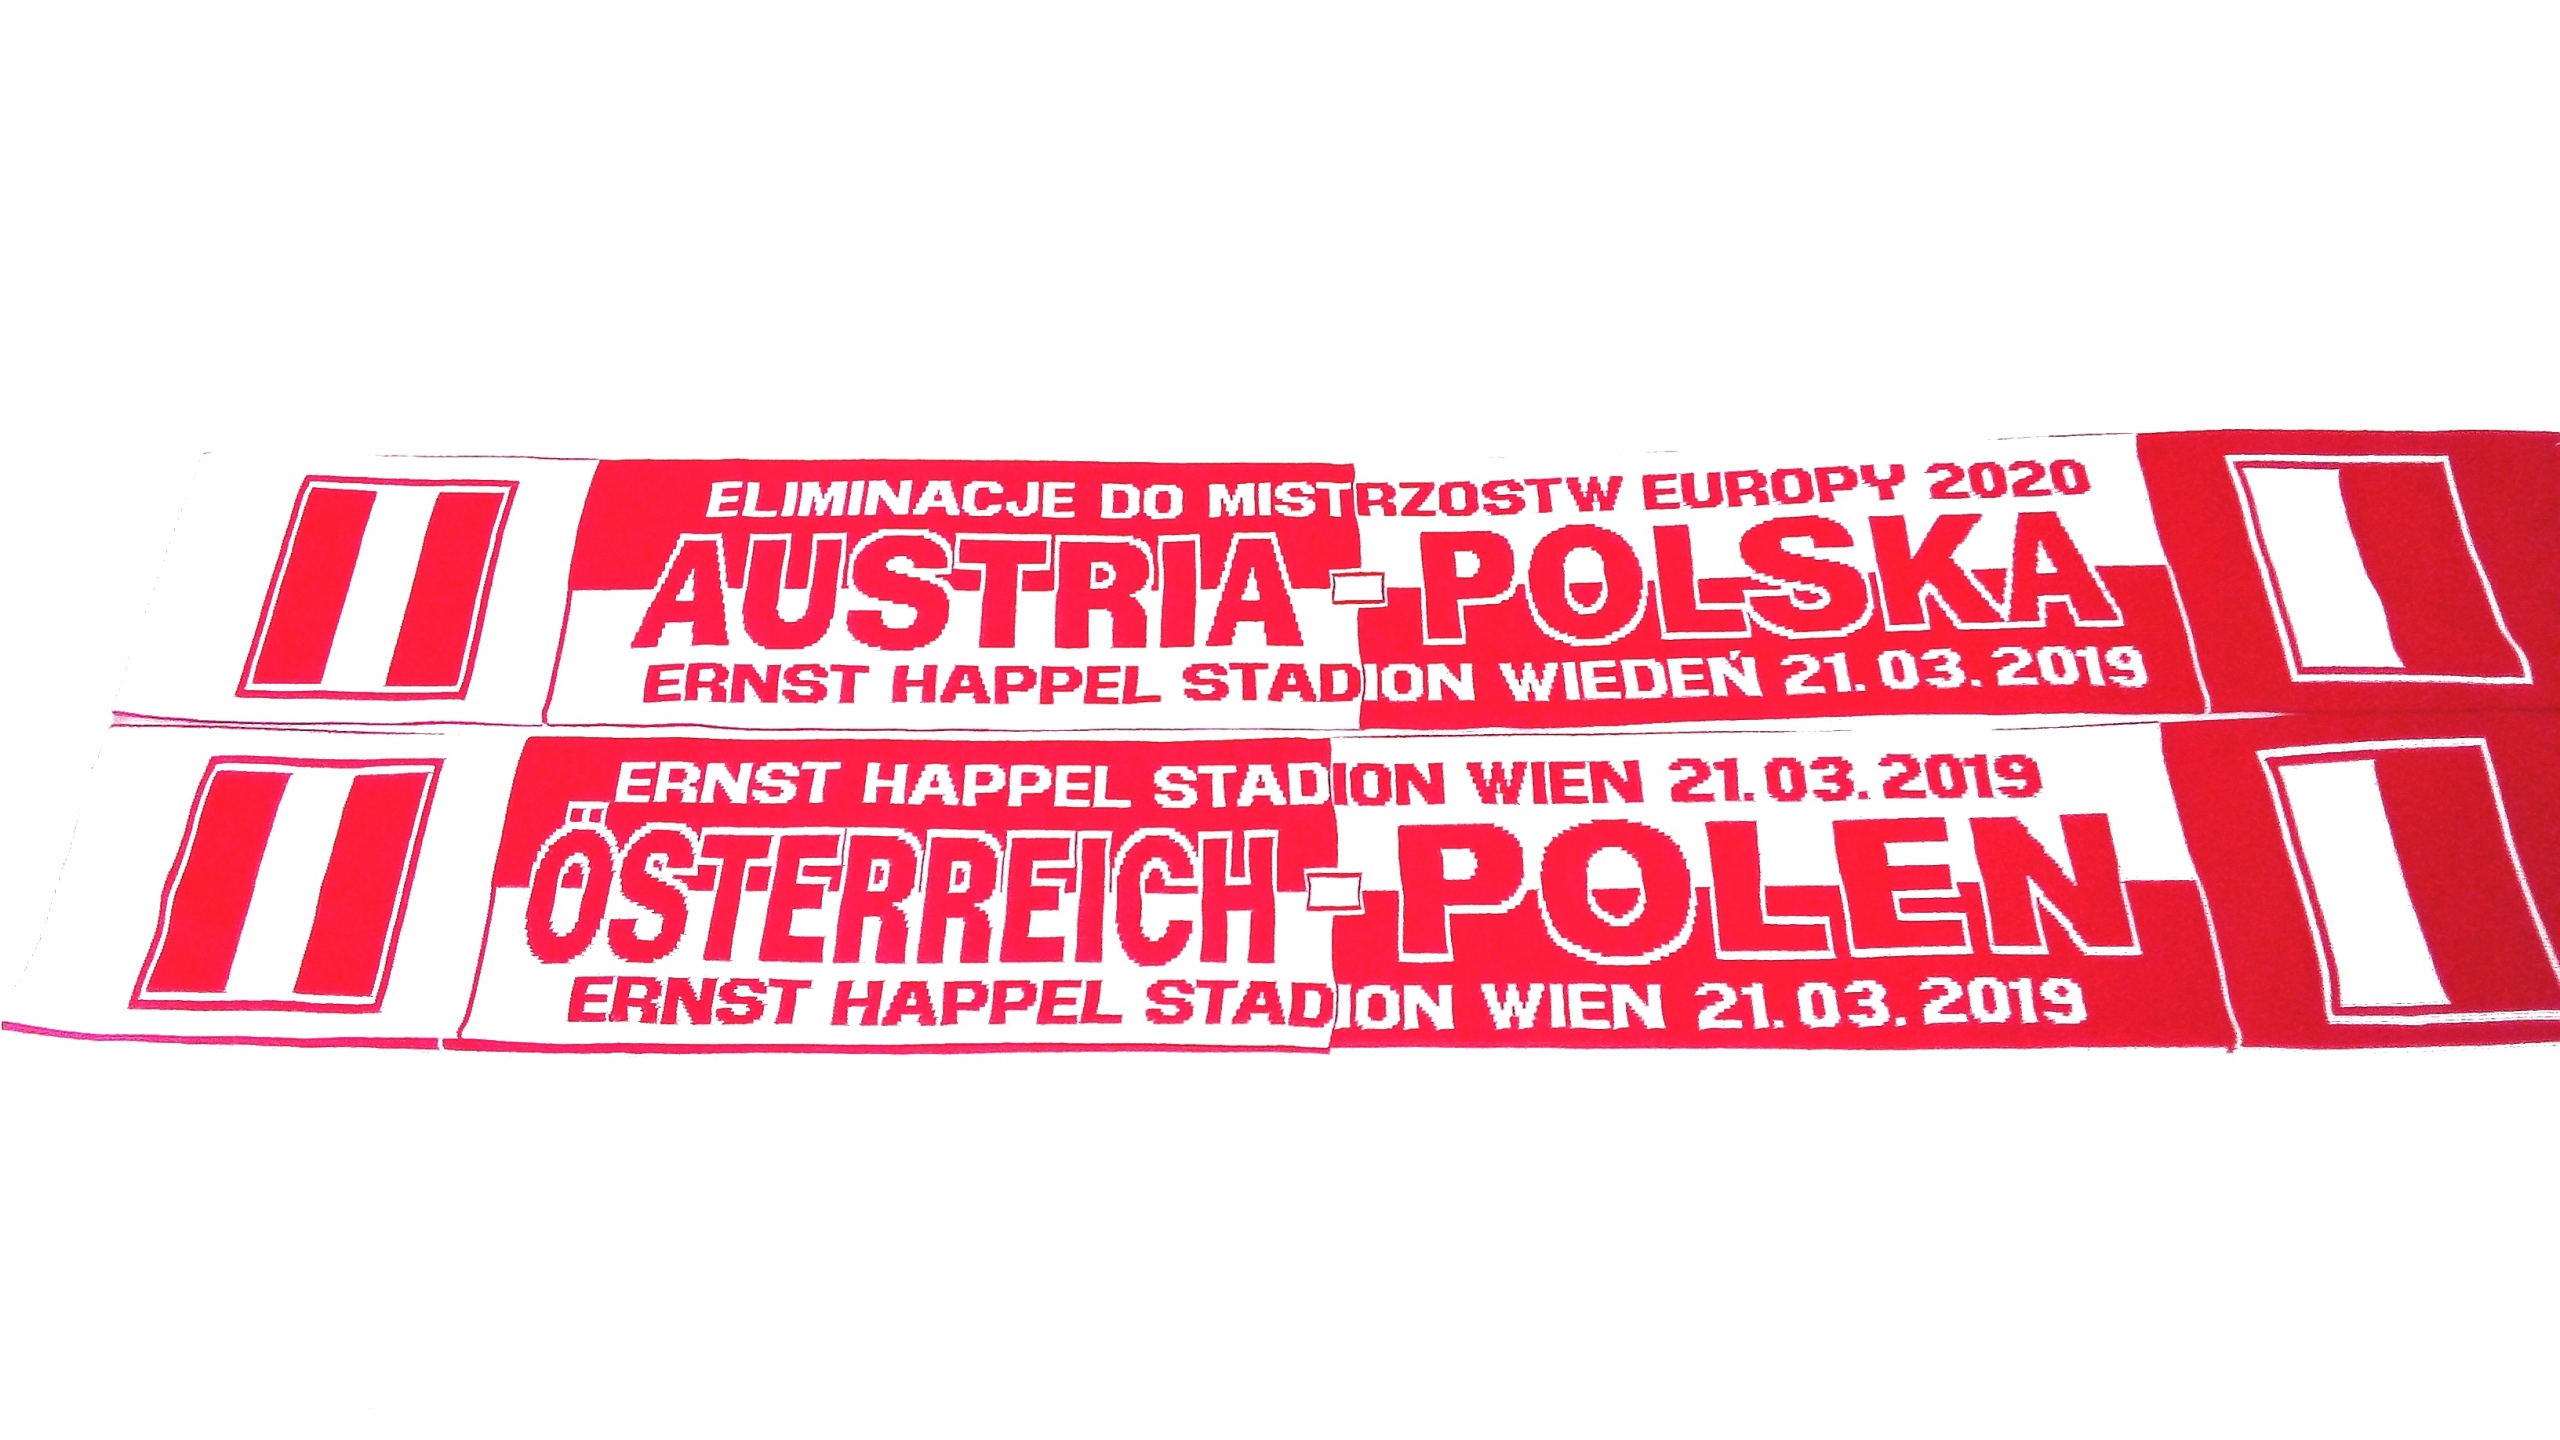 ELIMINACJE DO MISTRZOSTW EUROPY 2020
AUSTRIA - POLSKA
ERNST HAPPEL STADION WIEDEŃ 21.03.2019
ERNST HAPPEL STADION WIEN 21.03.2019
ÖSTERREICH - POLEN
ERNST HAPPEL STADION WIEN 21.03.2019